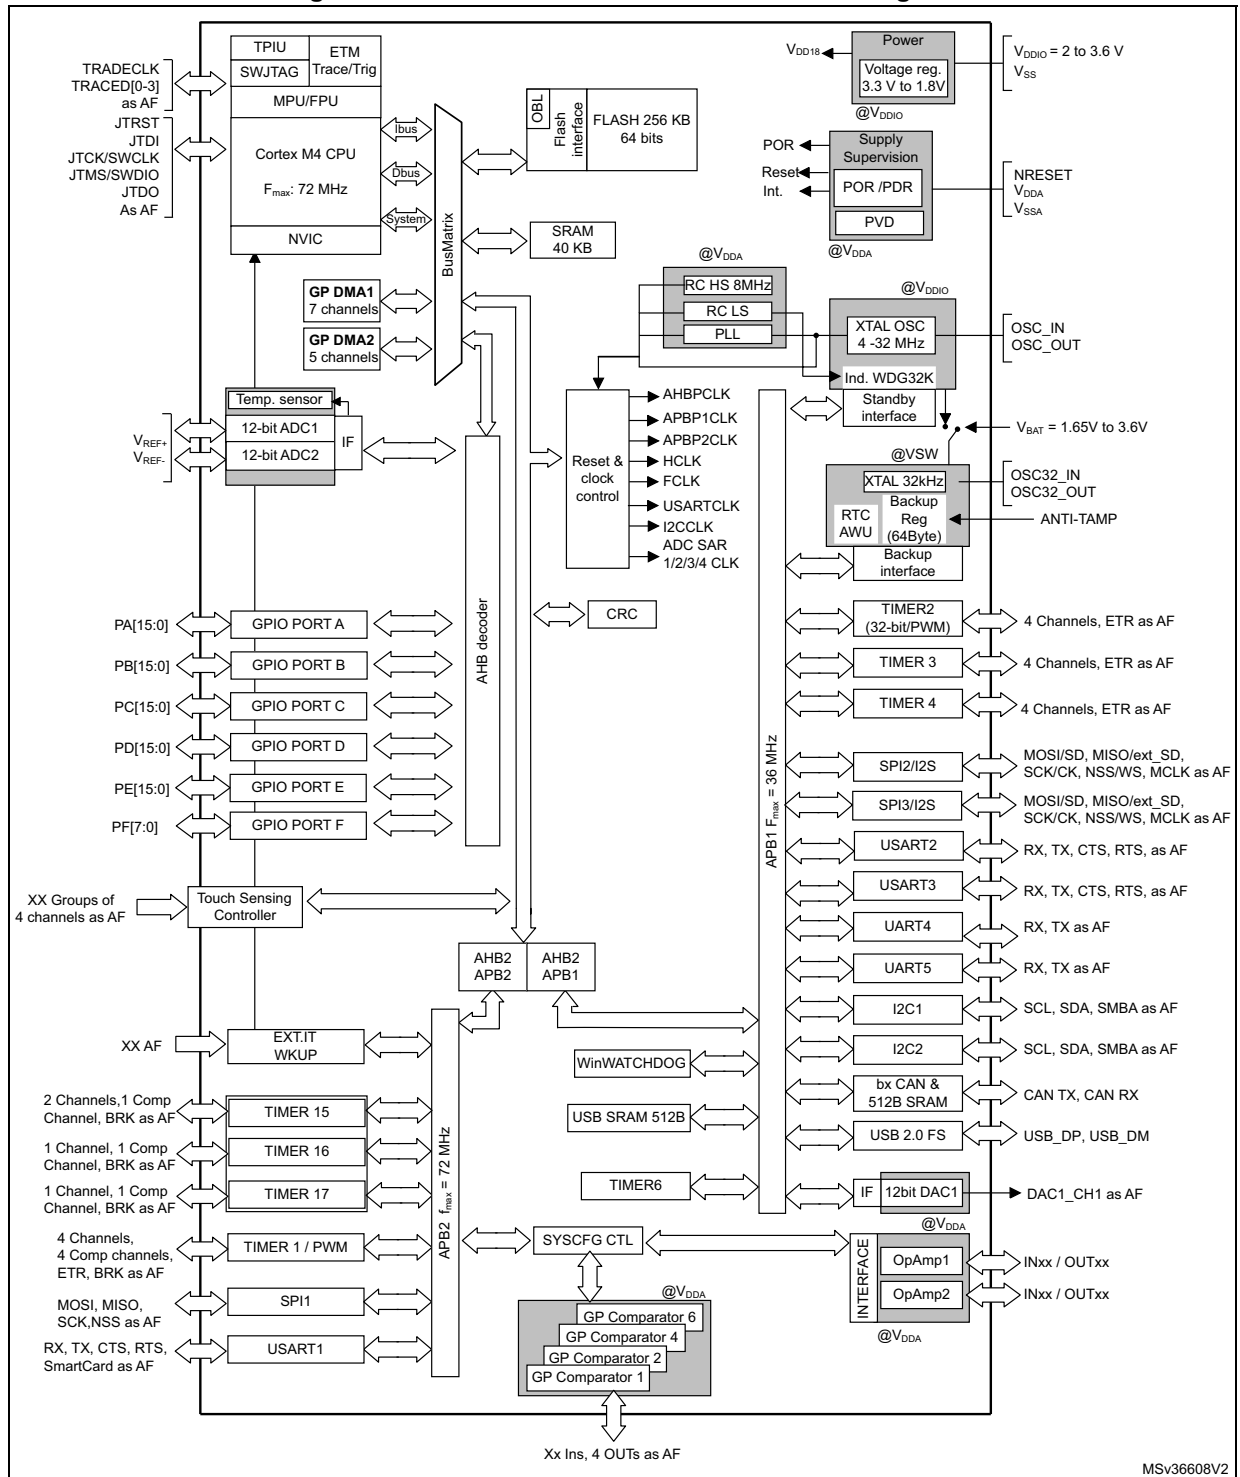 TPIU
ETM
Trace/Trig
SWJTAG
MPU/FPU
Cortex M4 CPU
Fmax: 72 MHz
NVIC
TRADECLK
TRACED[0-3]
as AF
JTRST
JTDI
JTCK/SWCLK
JTMS/SWDIO
JTDO
As AF
Ibus
Dbus
System
BusMatrix
OBL
Flash
interface
FLASH 256 KB
64 bits
SRAM
40 KB
GP DMA1
7 channels
GP DMA2
5 channels
VDD18
Power
Voltage reg.
3.3 V to 1.8V
@VDDIO
VDDIO = 2 to 3.6 V
VSS
POR
Reset
Int.
Supply
Supervision
POR /PDR
PVD
@VDDA
NRESET
VDDA
VSSA
@VDDA
RC HS 8MHz
RC LS
PLL
@VDDIO
XTAL OSC
4 -32 MHz
Ind. WDG32K
Standby
interface
OSC_IN
OSC_OUT
VBAT = 1.65V to 3.6V
@VSW
XTAL 32kHz
RTC
AWU
Backup
Reg
(64Byte)
Backup
interface
OSC32_IN
OSC32_OUT
ANTI-TAMP
Reset &
clock
control
AHBPCLK
APBP1CLK
APBP2CLK
HCLK
FCLK
USARTCLK
I2CCLK
ADC SAR
1/2/3/4 CLK
VREF+
VREF-
Temp. sensor
12-bit ADC1
12-bit ADC2
IF
AHB decoder
CRC
PA[15:0]
GPIO PORT A
PB[15:0]
GPIO PORT B
PC[15:0]
GPIO PORT C
PD[15:0]
GPIO PORT D
PE[15:0]
GPIO PORT E
PF[7:0]
GPIO PORT F
XX Groups of
4 channels as AF
Touch Sensing
Controller
AHB2
APB2
AHB2
APB1
APB1 Fmax = 36 MHz
TIMER2
(32-bit/PWM)
4 Channels, ETR as AF
TIMER 3
4 Channels, ETR as AF
TIMER 4
4 Channels, ETR as AF
SPI2/I2S
MOSI/SD, MISO/ext_SD,
SCK/CK, NSS/WS, MCLK as AF
SPI3/I2S
MOSI/SD, MISO/ext_SD,
SCK/CK, NSS/WS, MCLK as AF
USART2
RX, TX, CTS, RTS, as AF
USART3
RX, TX, CTS, RTS, as AF
UART4
RX, TX as AF
UART5
RX, TX as AF
I2C1
SCL, SDA, SMBA as AF
I2C2
SCL, SDA, SMBA as AF
bx CAN &
512B SRAM
CAN TX, CAN RX
USB 2.0 FS
USB_DP, USB_DM
IF
12bit DAC1
DAC1_CH1 as AF
@VDDA
WinWATCHDOG
USB SRAM 512B
TIMER6
XX AF
EXT.IT
WKUP
2 Channels,1 Comp
Channel, BRK as AF
TIMER 15
1 Channel, 1 Comp
Channel, BRK as AF
TIMER 16
1 Channel, 1 Comp
Channel, BRK as AF
TIMER 17
4 Channels,
4 Comp channels,
ETR, BRK as AF
TIMER 1 / PWM
MOSI, MISO,
SCK,NSS as AF
SPI1
RX, TX, CTS, RTS,
SmartCard as AF
USART1
APB2 fmax = 72 MHz
SYSCFG CTL
@VDDA
GP Comparator 6
GP Comparator 4
GP Comparator 2
GP Comparator 1
Xx Ins, 4 OUTs as AF
INTERFACE
OpAmp1
INxx / OUTxx
OpAmp2
INxx / OUTxx
@VDDA
MSv36608V2